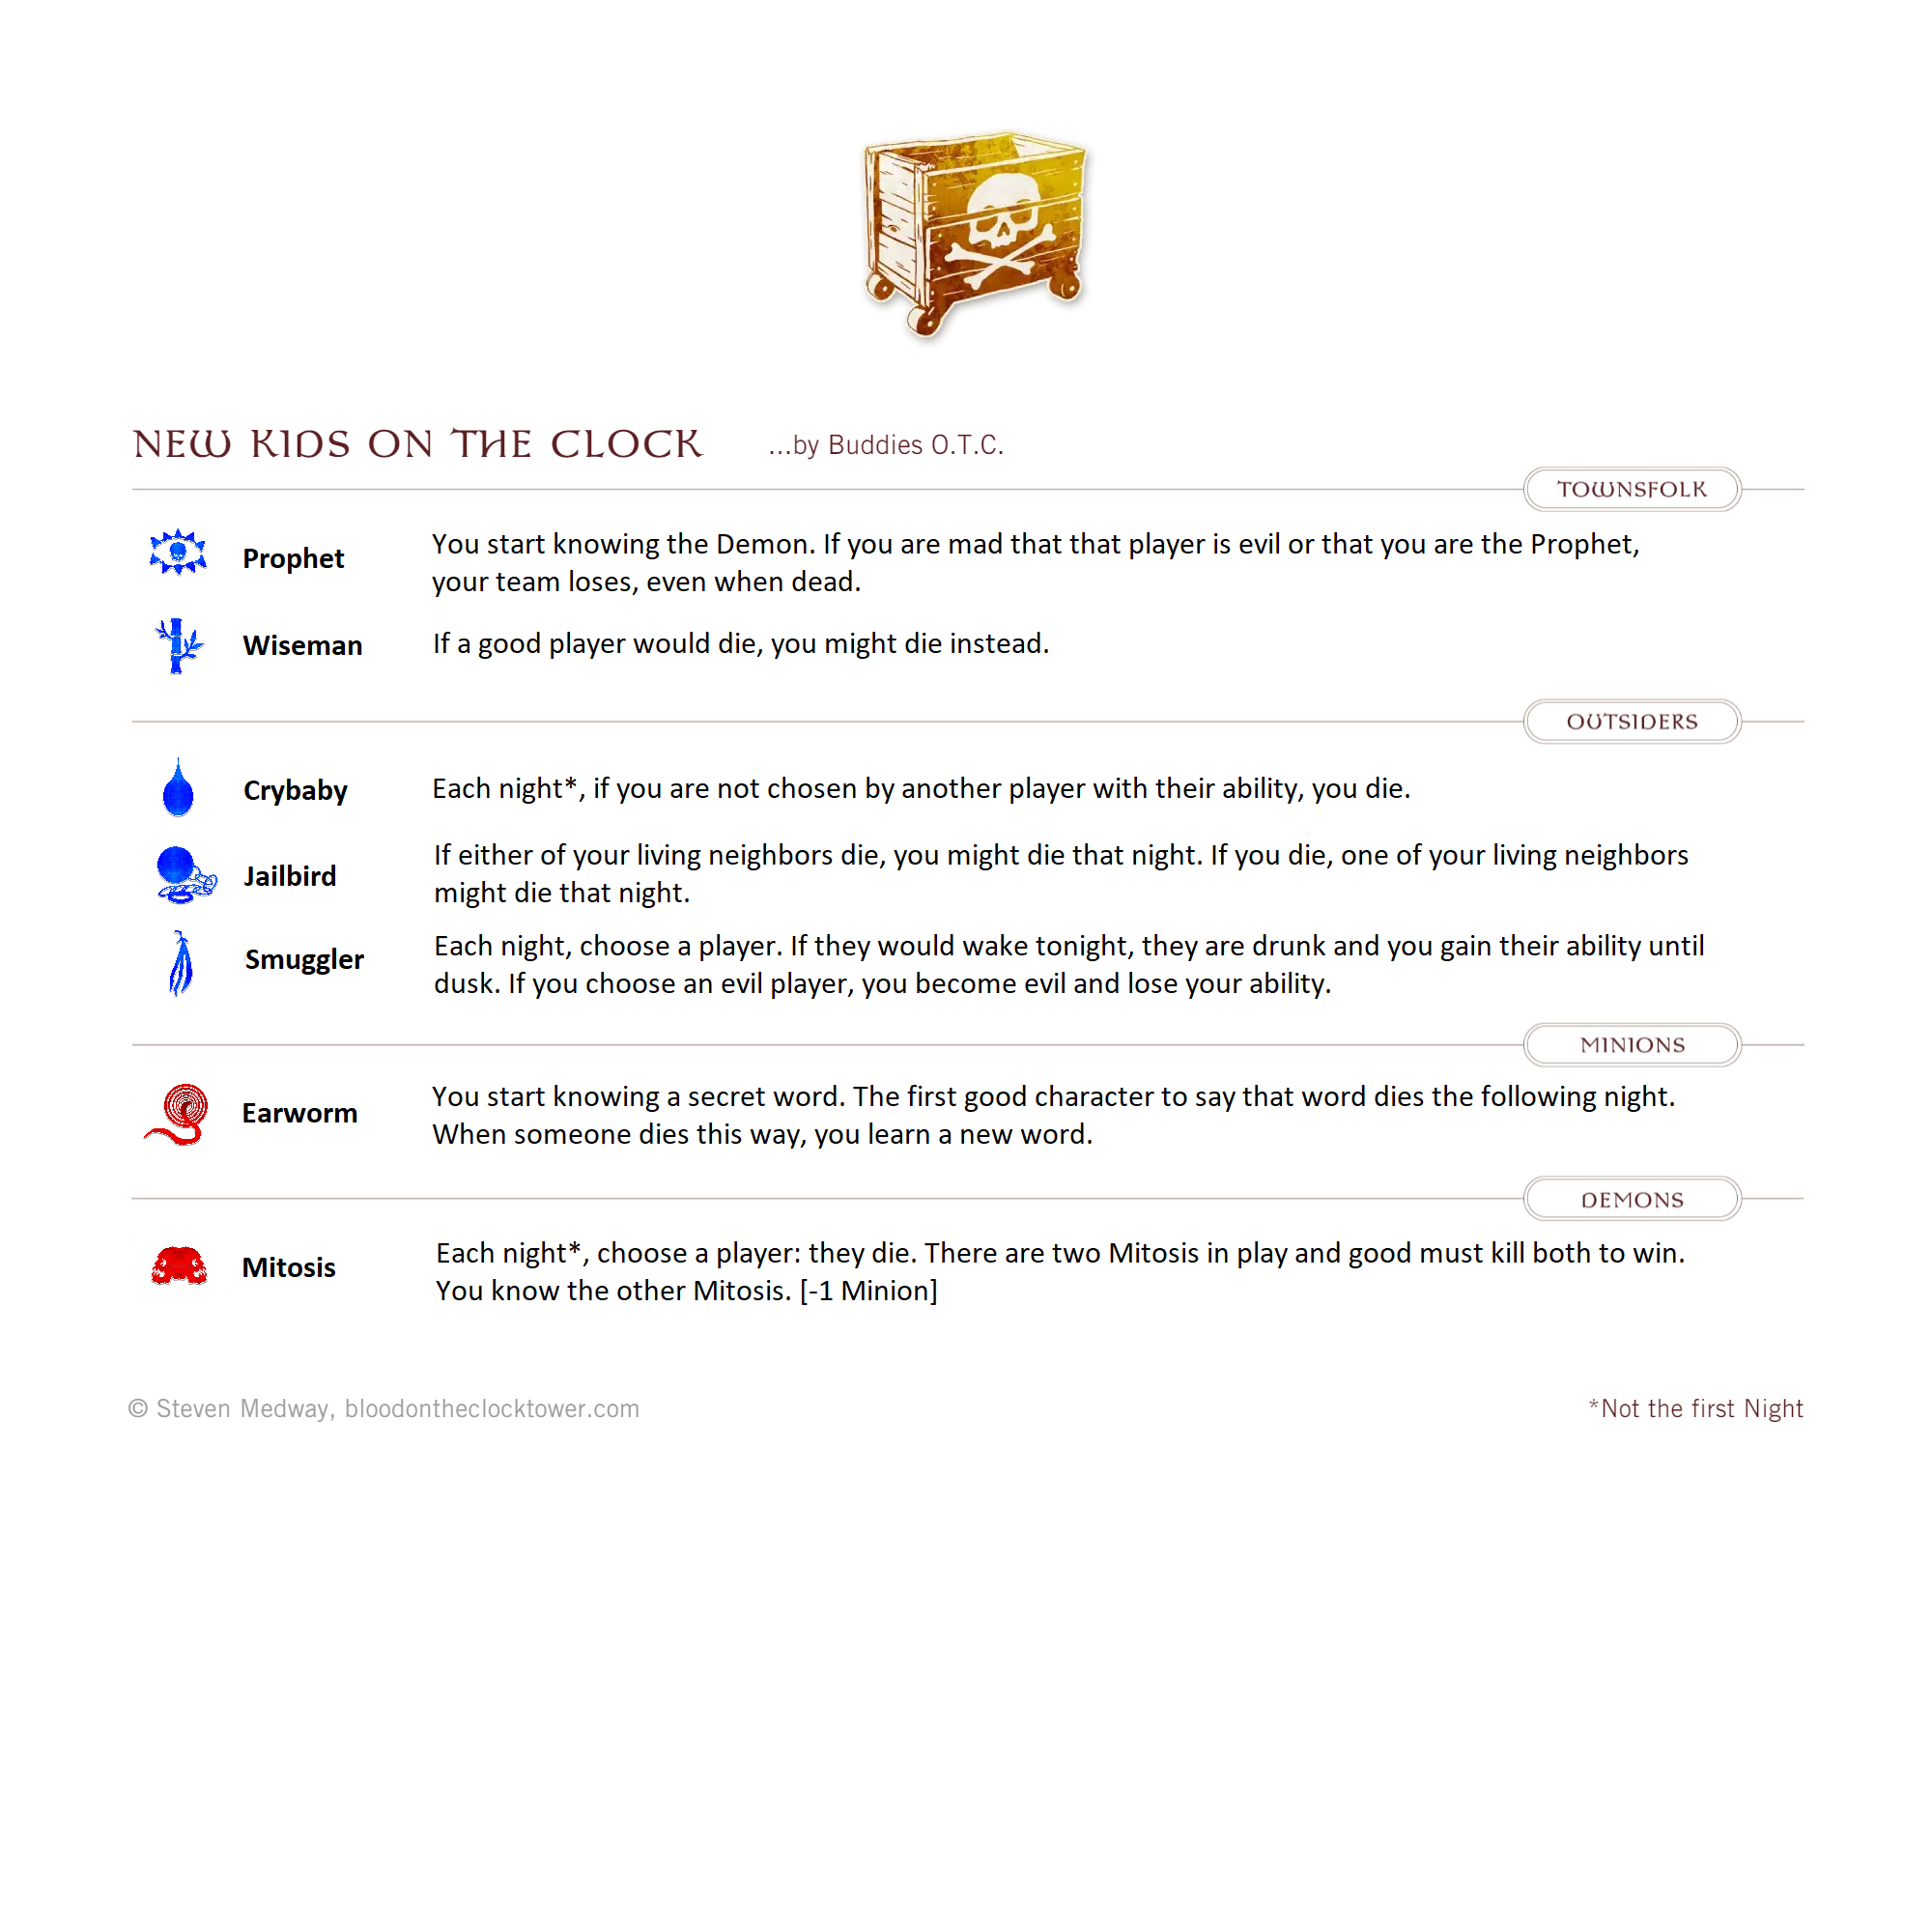 NEW KIDS ON THE CLOCK ...by Buddies O.T.C.
TOWNSFOLK
Prophet You start knowing the Demon. If you are mad that that player is evil or that you are the Prophet,
your team loses, even when dead.
Wiseman If a good player would die, you might die instead.
OUTSIDERS
Crybaby Each night*, if you are not chosen by another player with their ability, you die.
Jailbird If either of your living neighbors die, you might die that night. If you die, one of your living neighbors
might die that night.
Smuggler Each night, choose a player. If they would wake tonight, they are drunk and you gain their ability until
dusk. If you choose an evil player, you become evil and lose your ability.
MINIONS
Earworm You start knowing a secret word. The first good character to say that word dies the following night.
When someone dies this way, you learn a new word.
DEMONS
Mitosis Each night*, choose a player: they die. There are two Mitosis in play and good must kill both to win.
You know the other Mitosis. [-1 Minion]
© Steven Medway, bloodontheclocktower.com *Not the first Night